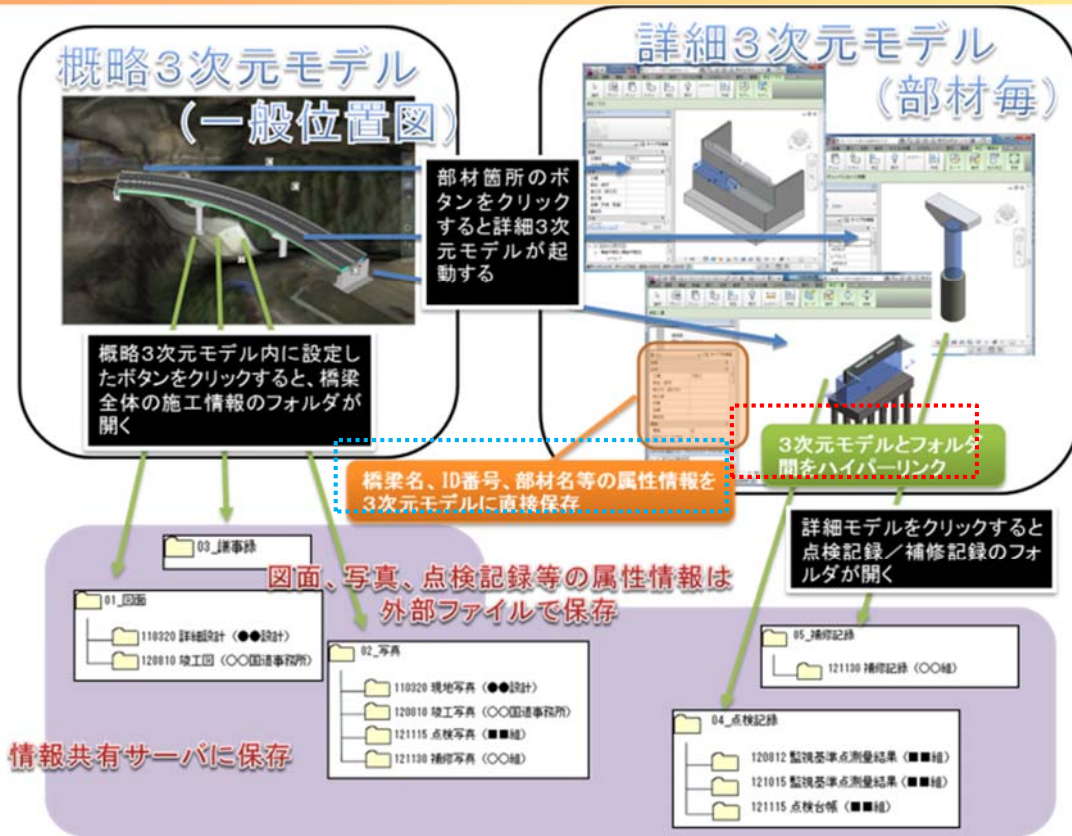 概略３次元モデル
（一般位置図）
詳細３次元モデル
（部材毎）
部材箇所のボ
タンをクリック
すると詳細３次
元モデルが起
動する
概略３次元モデル内に設定し
たボタンをクリックすると、橋梁
全体の施工情報のフォルダが
開く
３次元モデルとフォルダ
間をハイパーリンク
橋梁名、ID番号、部材名等の属性情報を
３次元モデルに直接保存
詳細モデルをクリックすると
点検記録／補修記録のフォ
ルダが開く
03_議事録
図面、写真、点検記録等の属性情報は
外部ファイルで保存
01_図面
110320 詳細設計（●●設計）
120810 竣工図（〇〇国道事務所）
02_写真
110320 現地写真（●●設計）
120810 竣工写真（〇〇国道事務所）
121115 点検写真（■■組）
121130 補修写真（〇〇組）
05_補修記録
121130 補修記録（〇〇組）
04_点検記録
120812 監視基準点測量結果（■■組）
121015 監視基準点測量結果（■■組）
121115 点検台帳（■■組）
情報共有サーバに保存